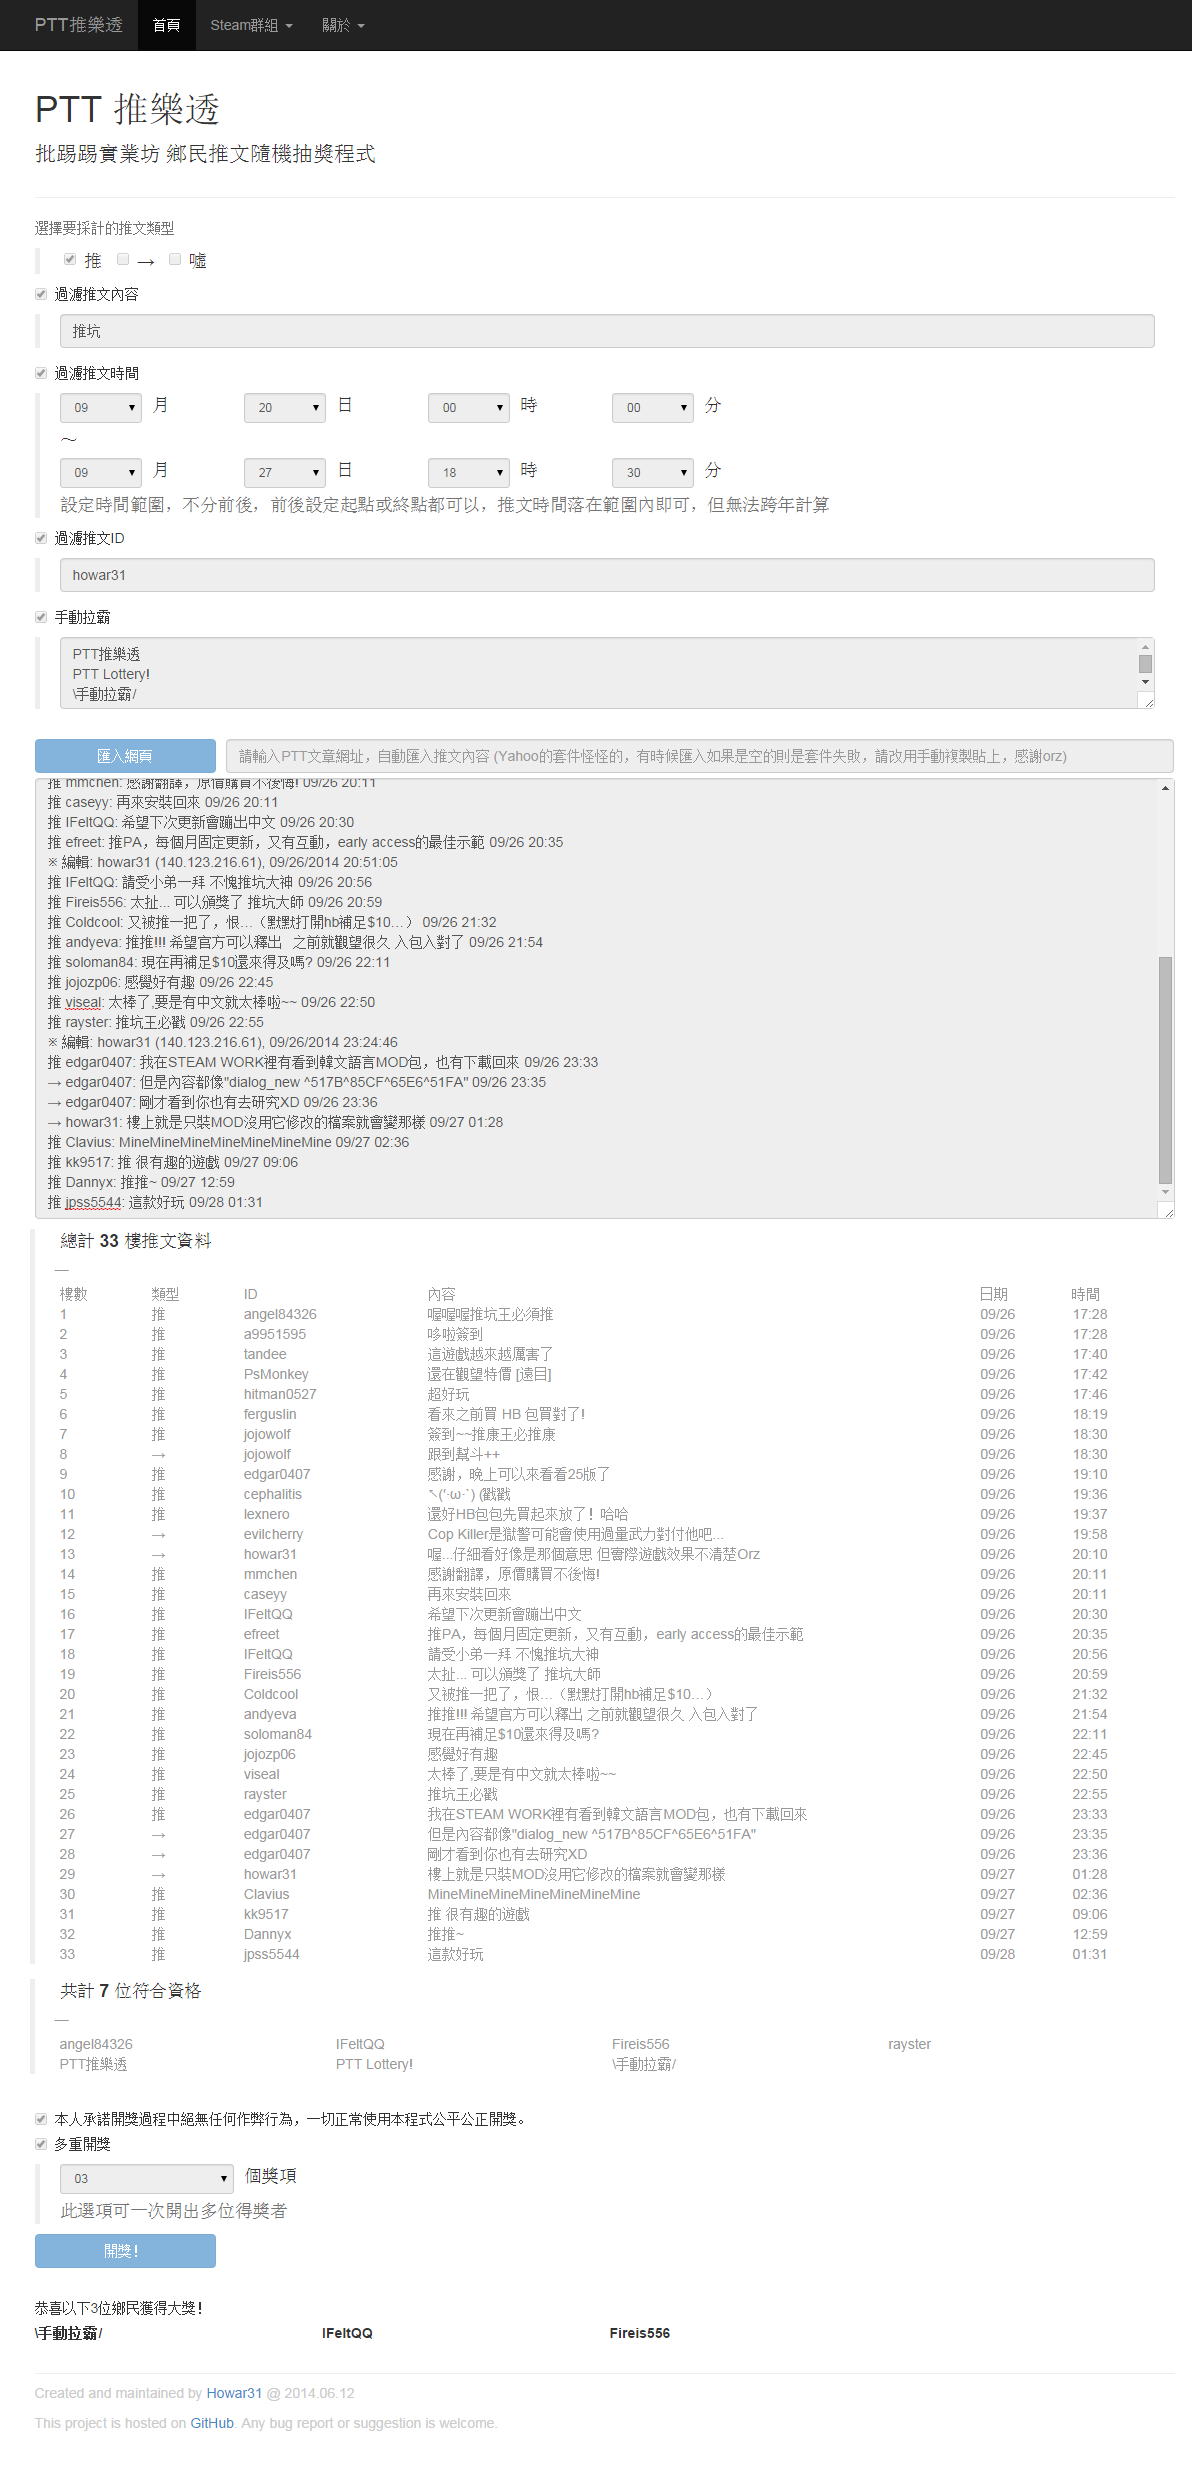 PTT推樂透 首頁 Steam群組 關於
PTT 推樂透
批踢踢實業坊 鄉民推文隨機抽獎程式
選擇要採計的推文類型
推 → 噓
過濾推文內容
推坑
過濾推文時間
09 月 20 日 00 時 00 分
～
09 月 27 日 18 時 30 分
設定時間範圍，不分前後，前後設定起點或終點都可以，推文時間落在範圍內即可，但無法跨年計算
過濾推文ID
howar31
手動拉霸
PTT推樂透
PTT Lottery!
\手動拉霸/
匯入網頁 請輸入PTT文章網址，自動匯入推文內容 (Yahoo的套件怪怪的，有時候匯入如果是空的則是套件失敗，請改用手動複製貼上，感謝orz)
推 mmchen: 感謝翻譯，原價購買不後悔! 09/26 20:11
推 caseyy: 再來安裝回來 09/26 20:11
推 IFeltQQ: 希望下次更新會蹦出中文 09/26 20:30
推 efreet: 推PA，每個月固定更新，又有互動，early access的最佳示範 09/26 20:35
※ 編輯: howar31 (140.123.216.61), 09/26/2014 20:51:05
推 IFeltQQ: 請受小弟一拜 不愧推坑大神 09/26 20:56
推 Fireis556: 太扯... 可以頒獎了 推坑大師 09/26 20:59
推 Coldcool: 又被推一把了，恨…（默默打開hb補足$10…） 09/26 21:32
推 andyeva: 推推!!! 希望官方可以釋出 之前就觀望很久 入包入對了 09/26 21:54
推 soloman84: 現在再補足$10還來得及嗎? 09/26 22:11
推 jojozp06: 感覺好有趣 09/26 22:45
推 viseal: 太棒了,要是有中文就太棒啦~~ 09/26 22:50
推 rayster: 推坑王必戳 09/26 22:55
※ 編輯: howar31 (140.123.216.61), 09/26/2014 23:24:46
推 edgar0407: 我在STEAM WORK裡有看到韓文語言MOD包，也有下載回來 09/26 23:33
→ edgar0407: 但是內容都像"dialog_new ^517B^85CF^65E6^51FA" 09/26 23:35
→ edgar0407: 剛才看到你也有去研究XD 09/26 23:36
→ howar31: 樓上就是只裝MOD沒用它修改的檔案就會變那樣 09/27 01:28
推 Clavius: MineMineMineMineMineMineMine 09/27 02:36
推 kk9517: 推 很有趣的遊戲 09/27 09:06
推 Dannyx: 推推~ 09/27 12:59
推 jpss5544: 這款好玩 09/28 01:31
總計 33 樓推文資料
—
樓數 類型 ID 內容 日期 時間
1 推 angel84326 喔喔喔推坑王必須推 09/26 17:28
2 推 a9951595 哆啦簽到 09/26 17:28
3 推 tandee 這遊戲越來越厲害了 09/26 17:40
4 推 PsMonkey 還在觀望特價 [遠目] 09/26 17:42
5 推 hitman0527 超好玩 09/26 17:46
6 推 ferguslin 看來之前買 HB 包買對了! 09/26 18:19
7 推 jojowolf 簽到~~推康王必推康 09/26 18:30
8 → jojowolf 跟到幫斗++ 09/26 18:30
9 推 edgar0407 感謝，晚上可以來看看25版了 09/26 19:10
10 推 cephalitis ↖(′·ω·‵) (戳戳 09/26 19:36
11 推 lexnero 還好HB包包先買起來放了！哈哈 09/26 19:37
12 → evilcherry Cop Killer是獄警可能會使用過量武力對付他吧... 09/26 19:58
13 → howar31 喔...仔細看好像是那個意思 但實際遊戲效果不清楚Orz 09/26 20:10
14 推 mmchen 感謝翻譯，原價購買不後悔! 09/26 20:11
15 推 caseyy 再來安裝回來 09/26 20:11
16 推 IFeltQQ 希望下次更新會蹦出中文 09/26 20:30
17 推 efreet 推PA，每個月固定更新，又有互動，early access的最佳示範 09/26 20:35
18 推 IFeltQQ 請受小弟一拜 不愧推坑大神 09/26 20:56
19 推 Fireis556 太扯... 可以頒獎了 推坑大師 09/26 20:59
20 推 Coldcool 又被推一把了，恨…（默默打開hb補足$10…） 09/26 21:32
21 推 andyeva 推推!!! 希望官方可以釋出 之前就觀望很久 入包入對了 09/26 21:54
22 推 soloman84 現在再補足$10還來得及嗎? 09/26 22:11
23 推 jojozp06 感覺好有趣 09/26 22:45
24 推 viseal 太棒了,要是有中文就太棒啦~~ 09/26 22:50
25 推 rayster 推坑王必戳 09/26 22:55
26 推 edgar0407 我在STEAM WORK裡有看到韓文語言MOD包，也有下載回來 09/26 23:33
27 → edgar0407 但是內容都像"dialog_new ^517B^85CF^65E6^51FA" 09/26 23:35
28 → edgar0407 剛才看到你也有去研究XD 09/26 23:36
29 → howar31 樓上就是只裝MOD沒用它修改的檔案就會變那樣 09/27 01:28
30 推 Clavius MineMineMineMineMineMineMine 09/27 02:36
31 推 kk9517 推 很有趣的遊戲 09/27 09:06
32 推 Dannyx 推推~ 09/27 12:59
33 推 jpss5544 這款好玩 09/28 01:31
共計 7 位符合資格
—
angel84326 IFeltQQ Fireis556 rayster
PTT推樂透 PTT Lottery! \手動拉霸/
本人承諾開獎過程中絕無任何作弊行為，一切正常使用本程式公平公正開獎。
多重開獎
03 個獎項
此選項可一次開出多位得獎者
開獎！
恭喜以下3位鄉民獲得大獎！
\手動拉霸/ IFeltQQ Fireis556
Created and maintained by Howar31 @ 2014.06.12
This project is hosted on GitHub. Any bug report or suggestion is welcome.